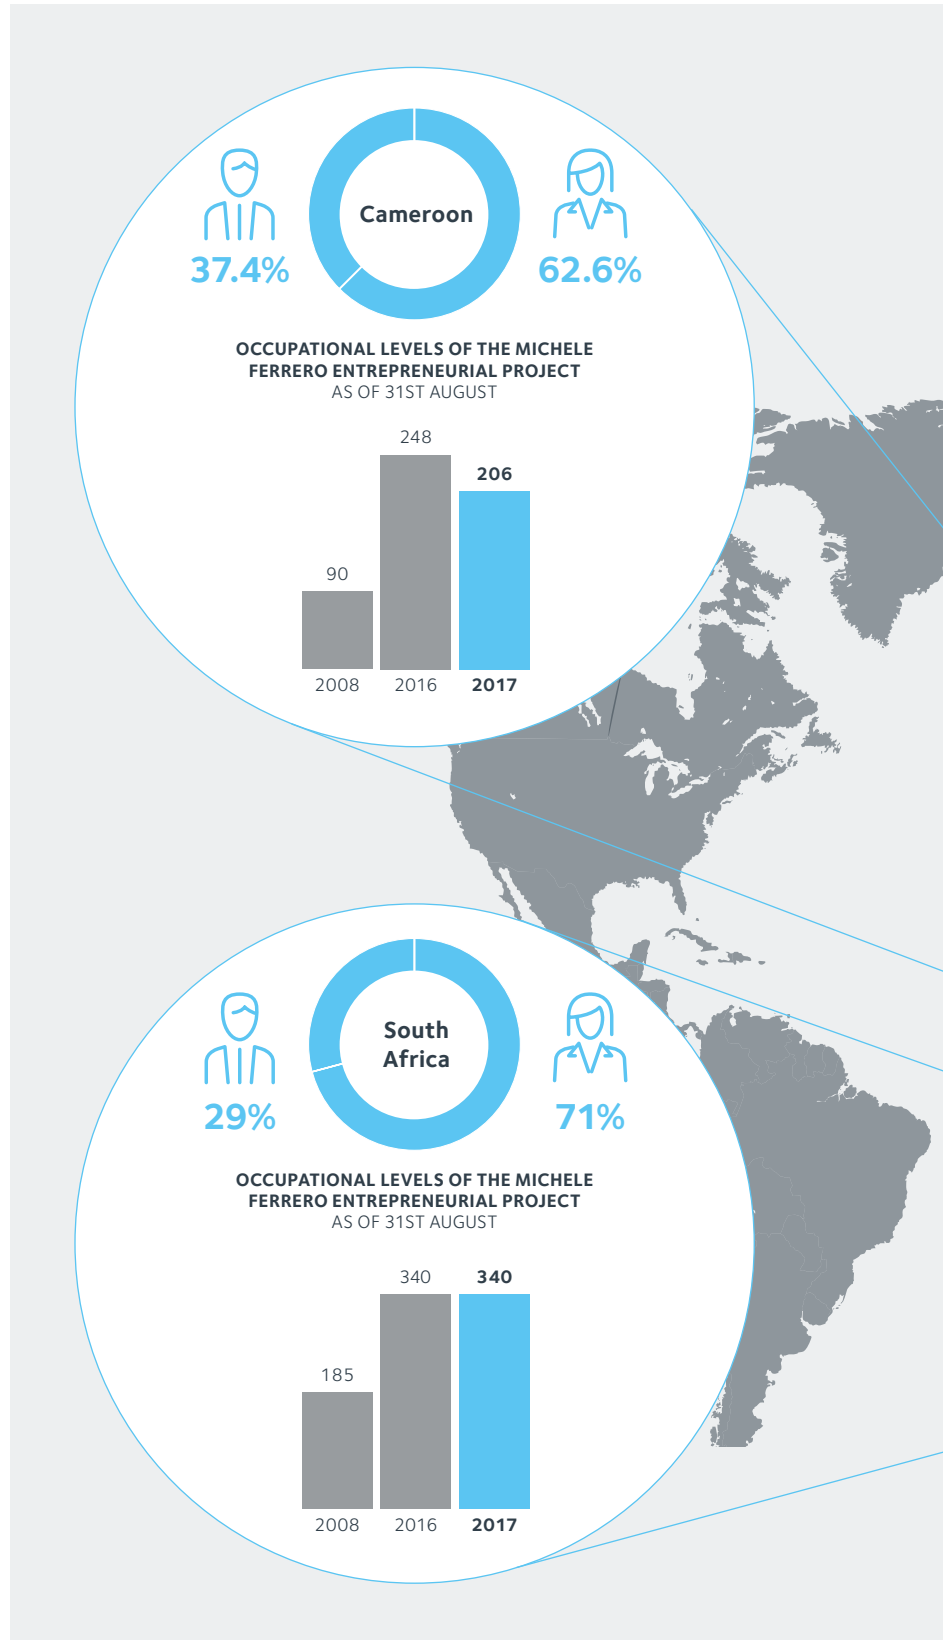 Cameroon
37.4%
62.6%
OCCUPATIONAL LEVELS OF THE MICHELE
FERRERO ENTREPRENEURIAL PROJECT
AS OF 31ST AUGUST
248
206
90
2008 2016 2017
South
Africa
29%
71%
OCCUPATIONAL LEVELS OF THE MICHELE
FERRERO ENTREPRENEURIAL PROJECT
AS OF 31ST AUGUST
340 340
185
2008 2016 2017